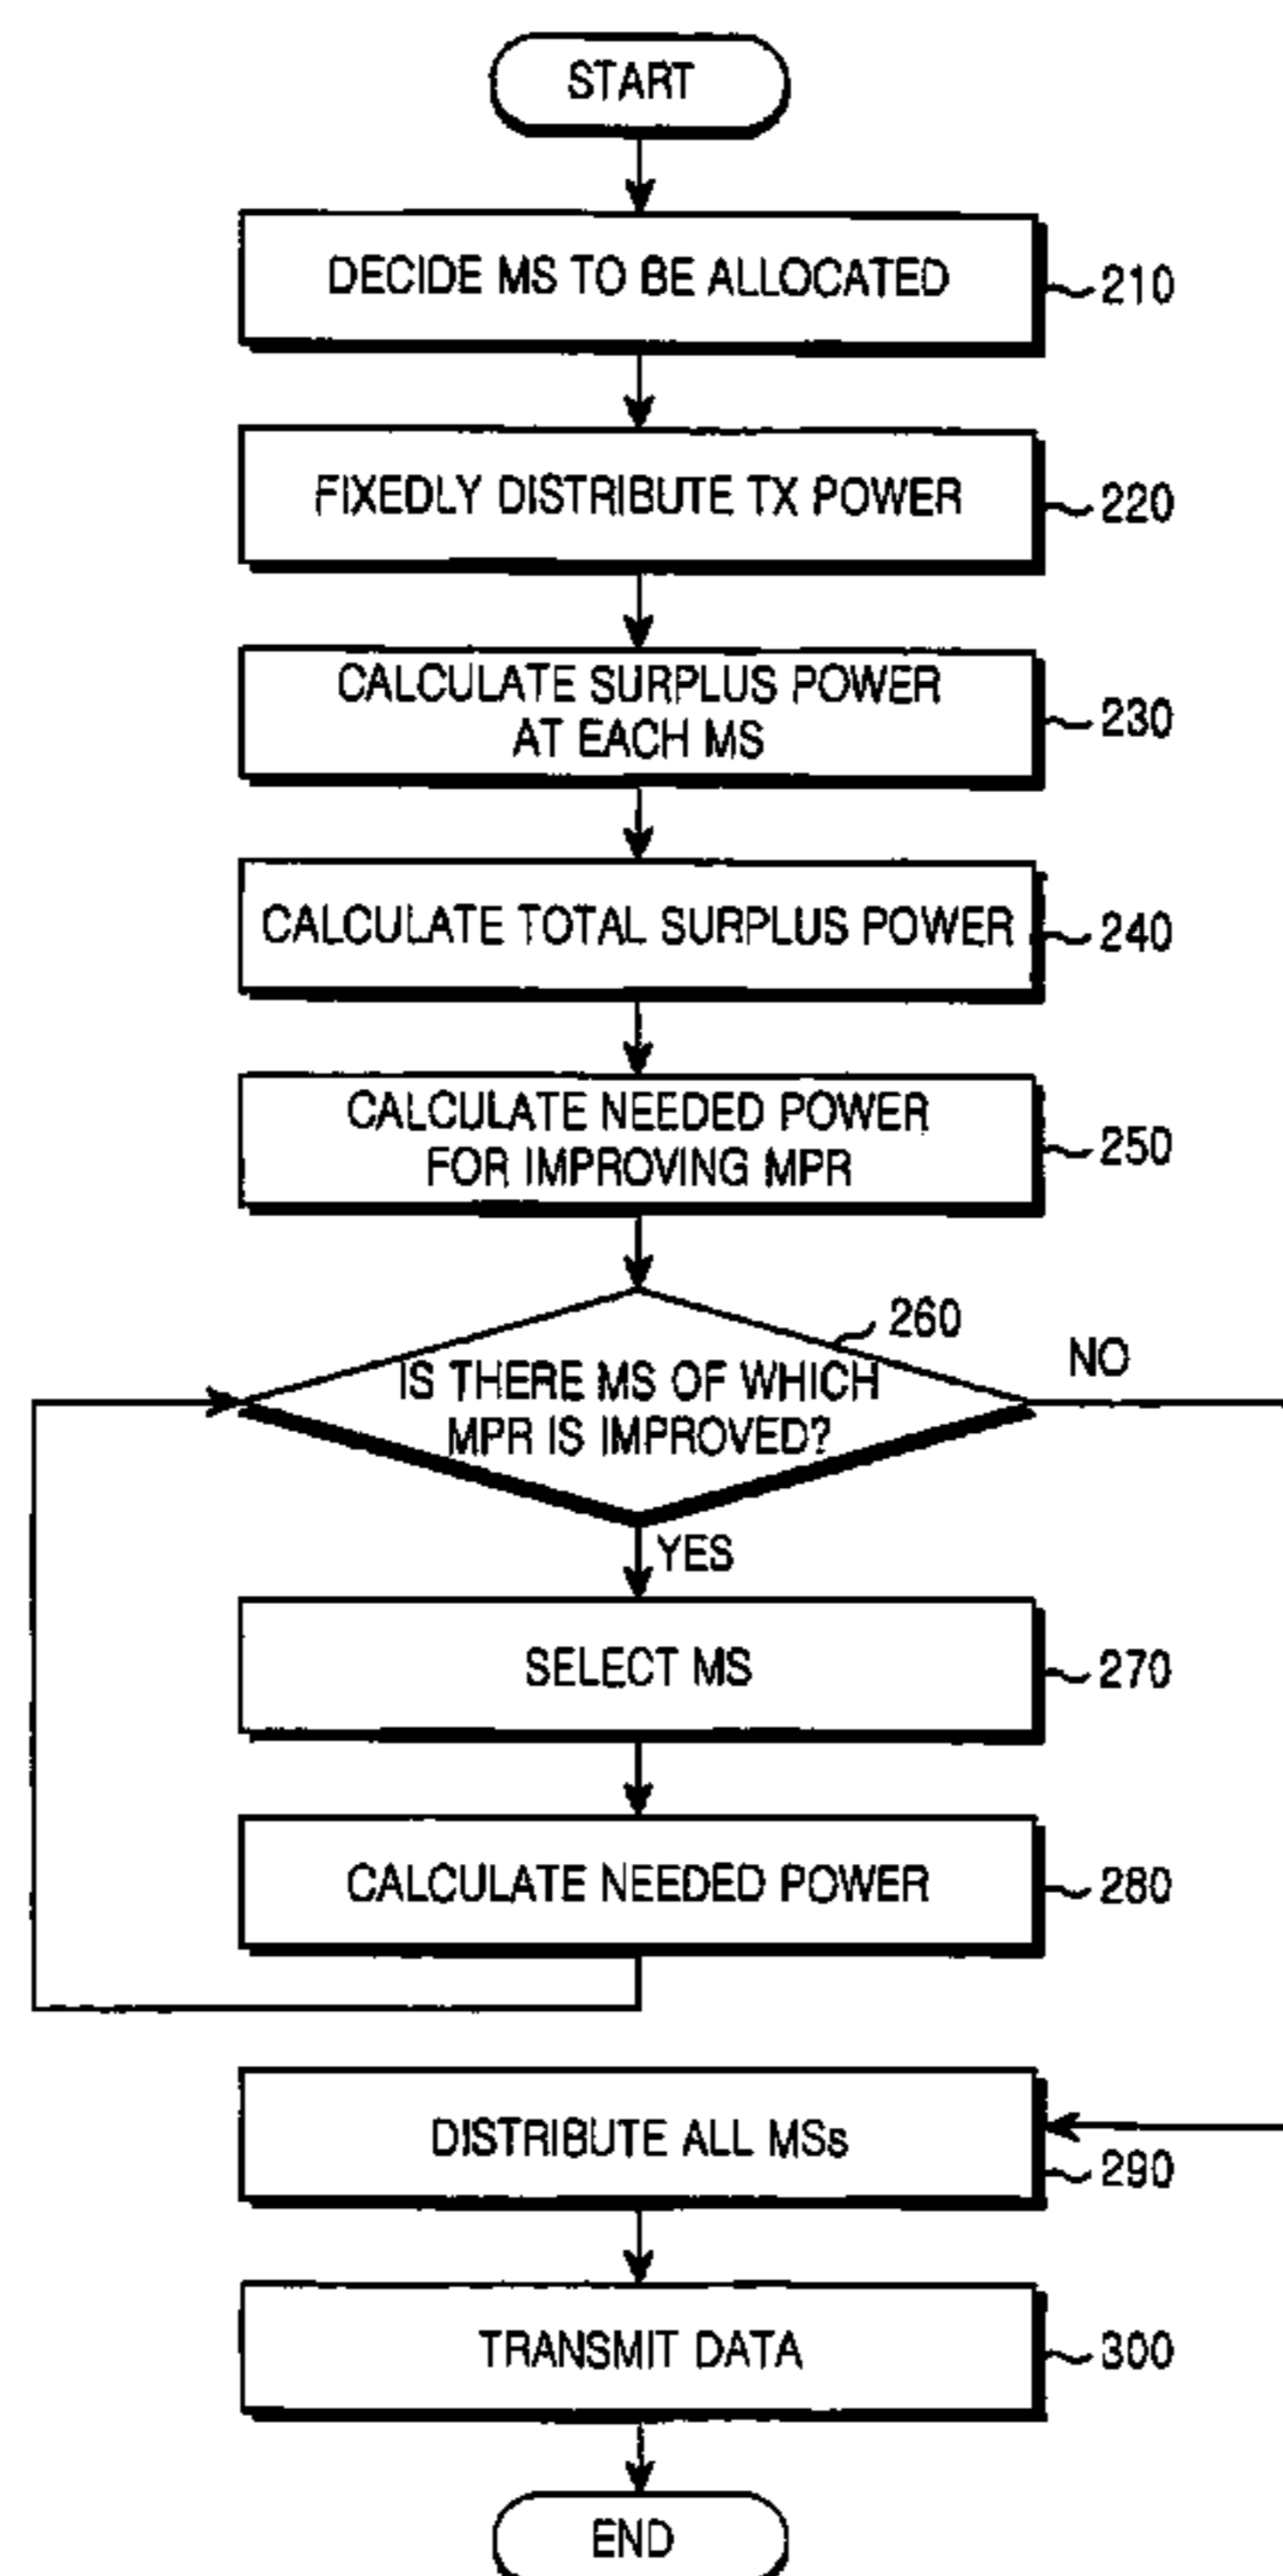 START
DECIDE MS TO BE ALLOCATED
210
FIXEDLY DISTRIBUTE TX POWER
220
CALCULATE SURPLUS POWER
AT EACH MS
230
CALCULATE TOTAL SURPLUS POWER
240
CALCULATE NEEDED POWER
FOR IMPROVING MPR
250
260
IS THERE MS OF WHICH
MPR IS IMPROVED?
NO
YES
SELECT MS
270
CALCULATE NEEDED POWER
280
DISTRIBUTE ALL MSs
290
TRANSMIT DATA
300
END